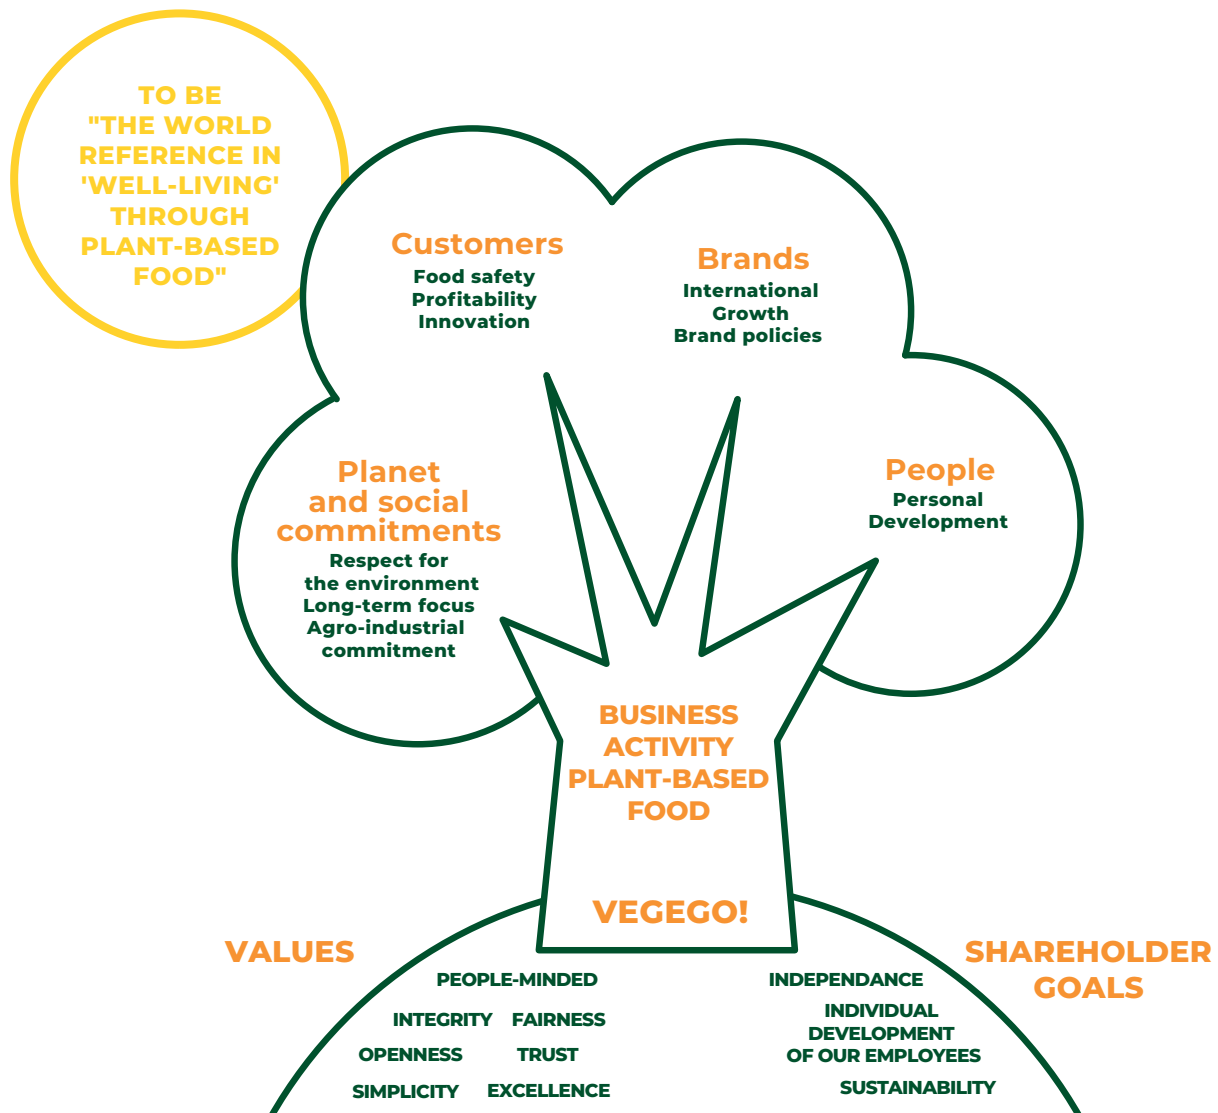 TO BE
"THE WORLD
REFERENCE IN
'WELL-LIVING'
THROUGH
PLANT-BASED
FOOD"
Customers
Food safety
Profitability
Innovation
Brands
International
Growth
Brand policies
Planet
and social
commitments
Respect for
the environment
Long-term focus
Agro-industrial
commitment
People
Personal
Development
BUSINESS
ACTIVITY
PLANT-BASED
FOOD
VEGEGO!
VALUES
PEOPLE-MINDED
INTEGRITY FAIRNESS
OPENNESS TRUST
SIMPLICITY EXCELLENCE
SHAREHOLDER
GOALS
INDEPENDANCE
INDIVIDUAL
DEVELOPMENT
OF OUR EMPLOYEES
SUSTAINABILITY